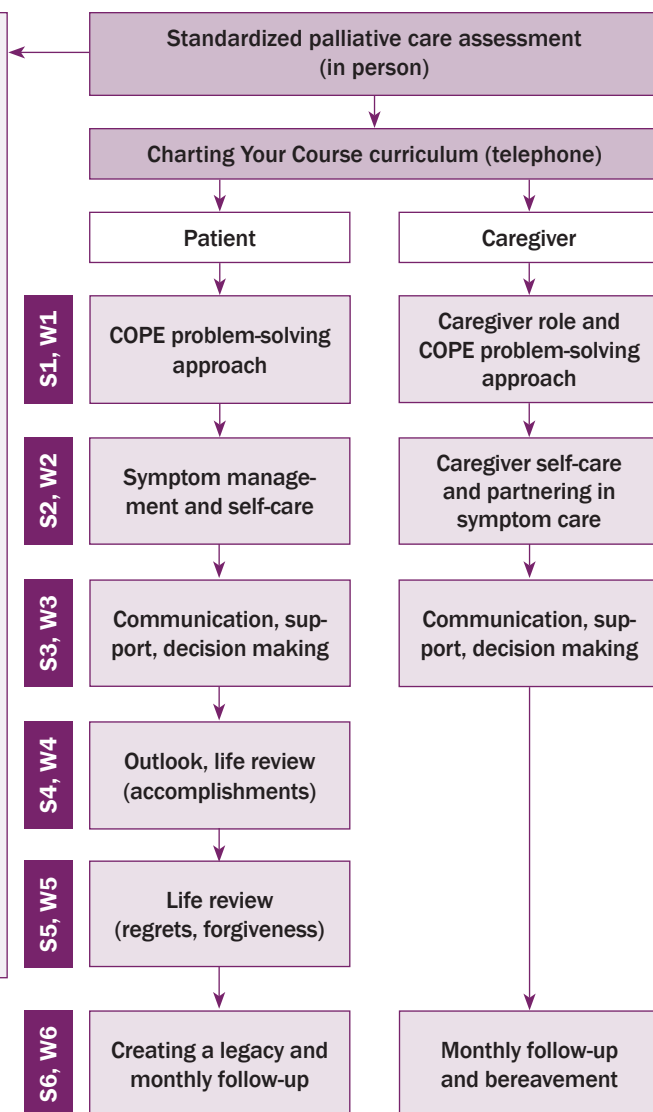 Standardized palliative care assessment
(in person)
Charting Your Course curriculum (telephone)
Patient
Caregiver
S1, W1
COPE problem-solving
approach
Caregiver role and
COPE problem-solving
approach
S2, W2
Symptom manage-
ment and self-care
Caregiver self-care
and partnering in
symptom care
S3, W3
Communication, sup-
port, decision making
Communication, sup-
port, decision making
S4, W4
Outlook, life review
(accomplishments)
S5, W5
Life review
(regrets, forgiveness)
S6, W6
Creating a legacy and
monthly follow-up
Monthly follow-up
and bereavement